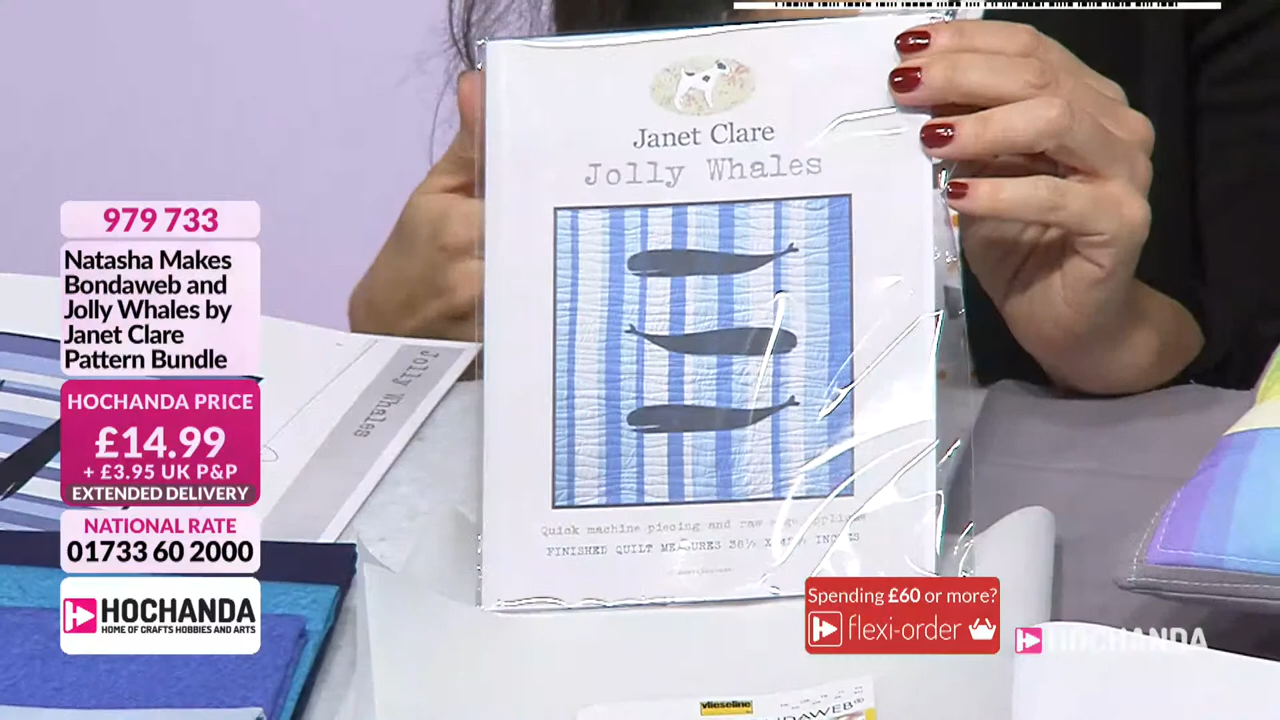 979 733
Natasha Makes
Bondaweb and
Jolly Whales by
Janet Clare
Pattern Bundle
HOCHANDA PRICE
£14.99
+ £3.95 UK P&P
EXTENDED DELIVERY
NATIONAL RATE
01733 60 2000
HOCHANDA
HOME OF CRAFTS HOBBIES AND ARTS
Jolly Whales
Janet Clare
Jolly Whales
Quick machine piecing and raw edge applique
FINISHED QUILT MEASURES 38½ X INCHES
Spending £60 or more?
flexi-order
HOCHANDA
vlieseline